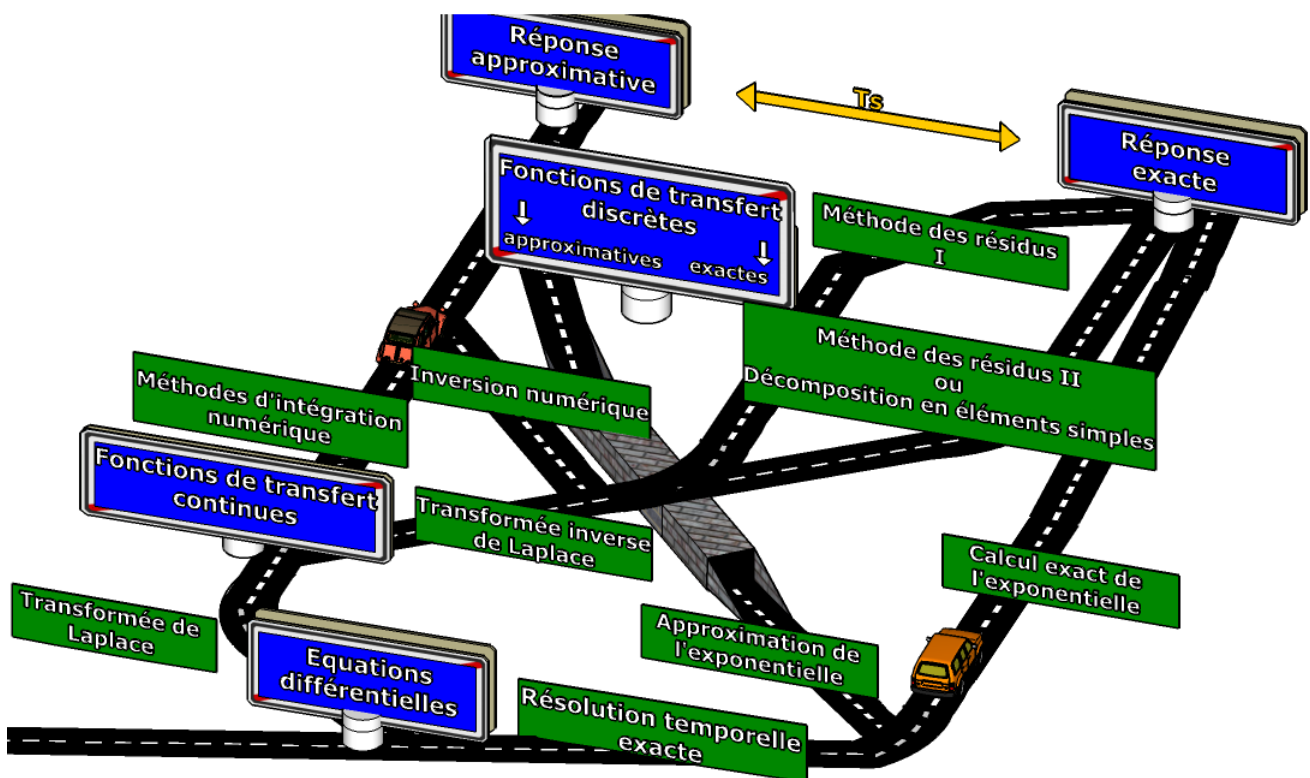 Réponse
approximative
Ts
Réponse
exacte
Fonctions de transfert
discrètes
approximatives exactes
Méthode des résidus
I
Méthode des résidus II
ou
Décomposition en éléments simples
Inversion numérique
Méthodes d'intégration
numérique
Fonctions de transfert
continues
Transformée inverse
de Laplace
Calcul exact de
l'exponentielle
Transformée de
Laplace
Approximation de
l'exponentielle
Equations
différentielles
Résolution temporelle
exacte